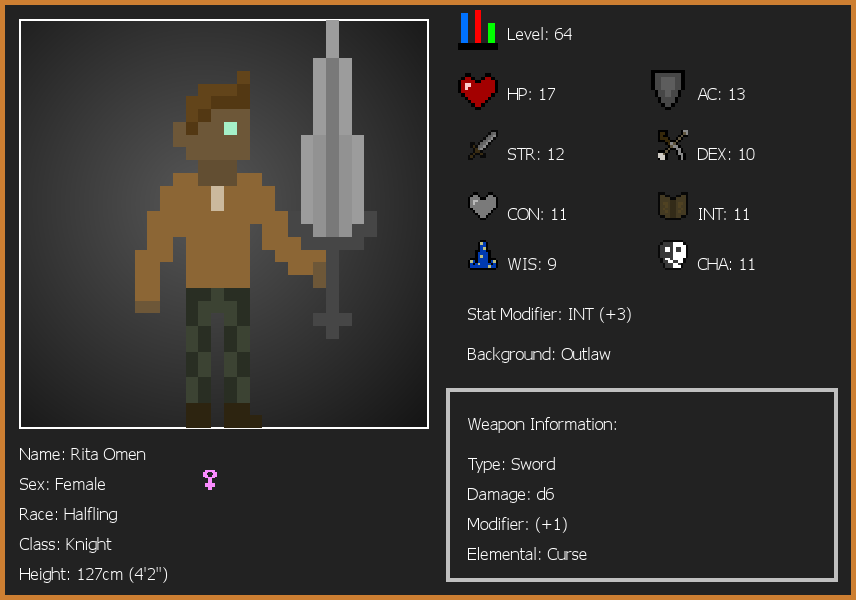 Level: 64
HP: 17
AC: 13
STR: 12
DEX: 10
CON: 11
INT: 11
WIS: 9
CHA: 11
Stat Modifier: INT (+3)
Background: Outlaw
Weapon Information:
Type: Sword
Damage: d6
Modifier: (+1)
Elemental: Curse
Name: Rita Omen
Sex: Female
Race: Halfling
Class: Knight
Height: 127cm (4'2")